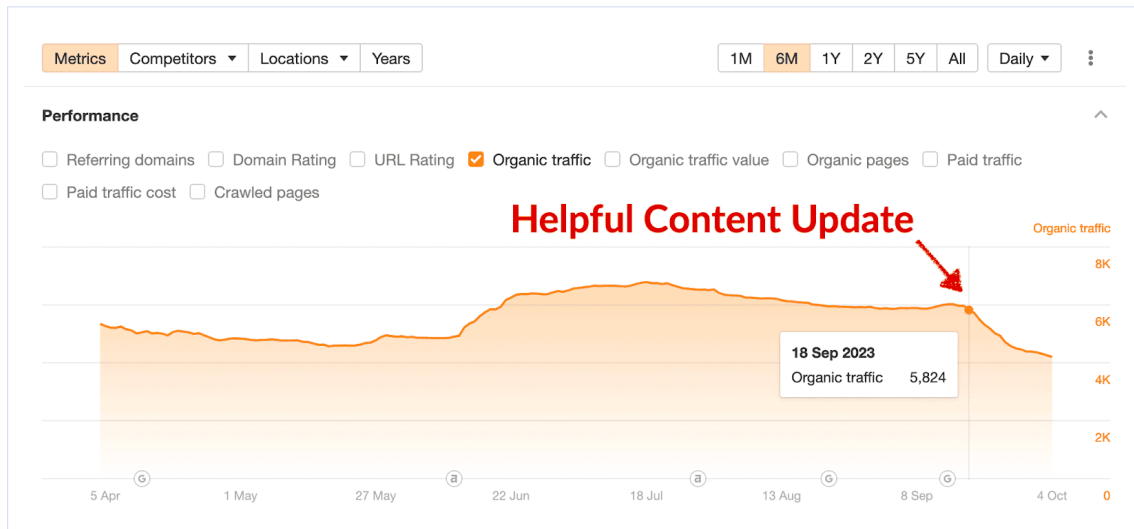 Metrics Competitors Locations Years 1M 6M 1Y 2Y 5Y All Daily
Performance
Referring domains Domain Rating URL Rating Organic traffic Organic traffic value Organic pages Paid traffic
Paid traffic cost Crawled pages
Helpful Content Update
Organic traffic
8K
6K
18 Sep 2023
Organic traffic 5,824
4K
2K
G a a G G
5 Apr 1 May 27 May 22 Jun 18 Jul 13 Aug 8 Sep 4 Oct 0